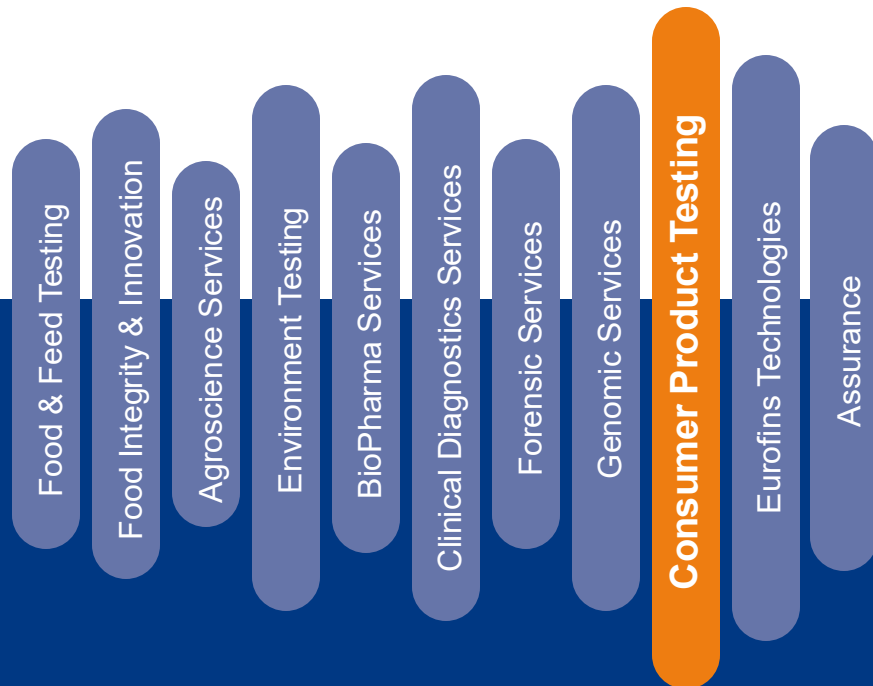 Food & Feed Testing
Food Integrity & Innovation
Agroscience Services
Environment Testing
BioPharma Services
Clinical Diagnostics Services
Forensic Services
Genomic Services
Consumer Product Testing
Eurofins Technologies
Assurance